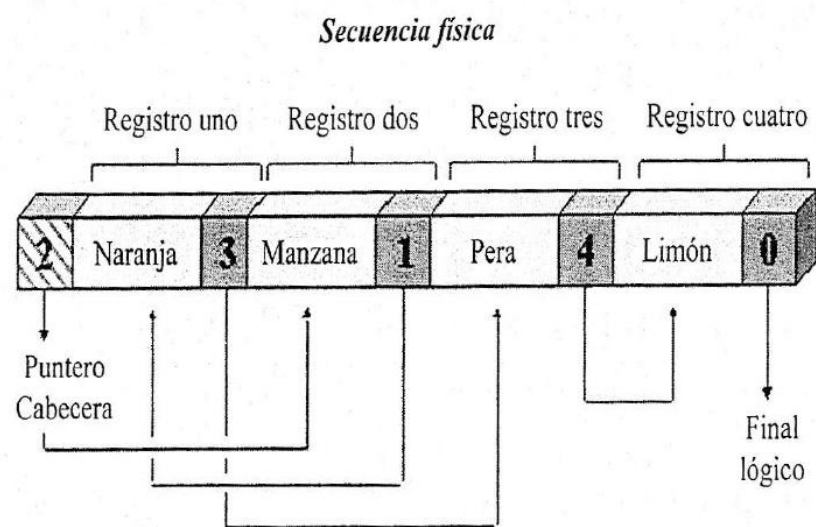 Secuencia física
Registro uno Registro dos Registro tres Registro cuatro
2 Naranja 3 Manzana 1 Pera 4 Limón 0
Puntero
Cabecera
Final
lógico